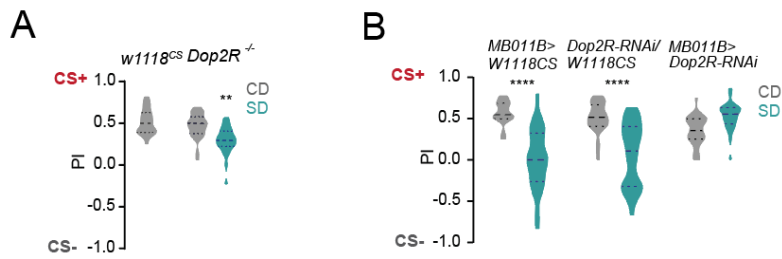 A
w1118ᶜˢ Dop2R ⁻/⁻
CS+
1.0
0.5
0.0
-0.5
-1.0
CS-
PI
**
CD
SD
B
MB011B>
W1118CS
Dop2R-RNAi/
W1118CS
MB011B>
Dop2R-RNAi
CS+
1.0
0.5
0.0
-0.5
-1.0
CS-
PI
****
****
CD
SD